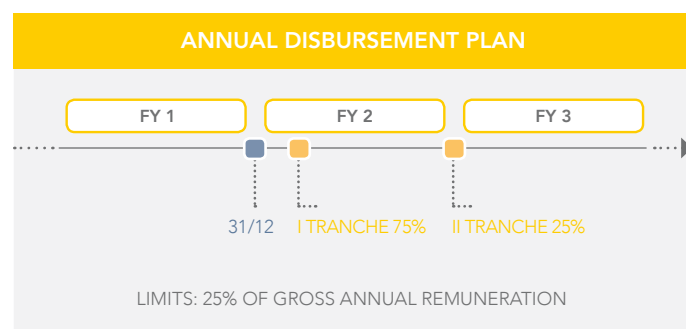 ANNUAL DISBURSEMENT PLAN
FY 1 FY 2 FY 3
31/12 I TRANCHE 75% II TRANCHE 25%
LIMITS: 25% OF GROSS ANNUAL REMUNERATION